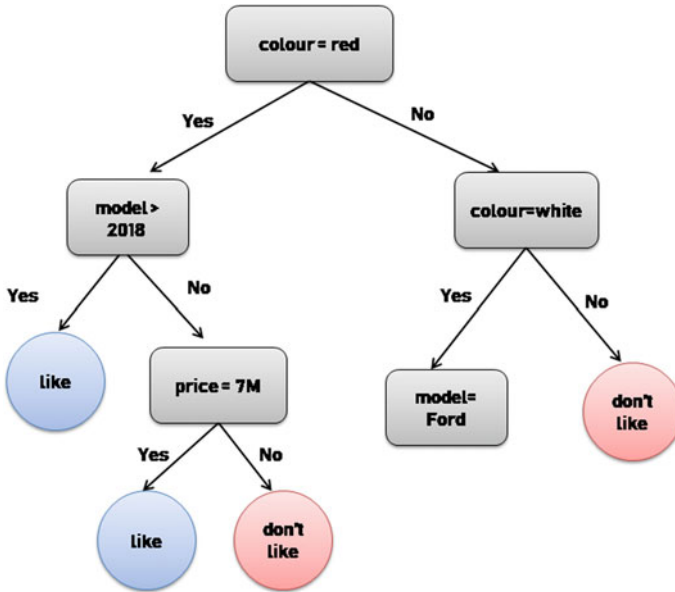 colour = red
Yes
No
model >
2018
colour=white
Yes
No
Yes
No
like
price = 7M
model=
Ford
don't
like
Yes
No
like
don't
like